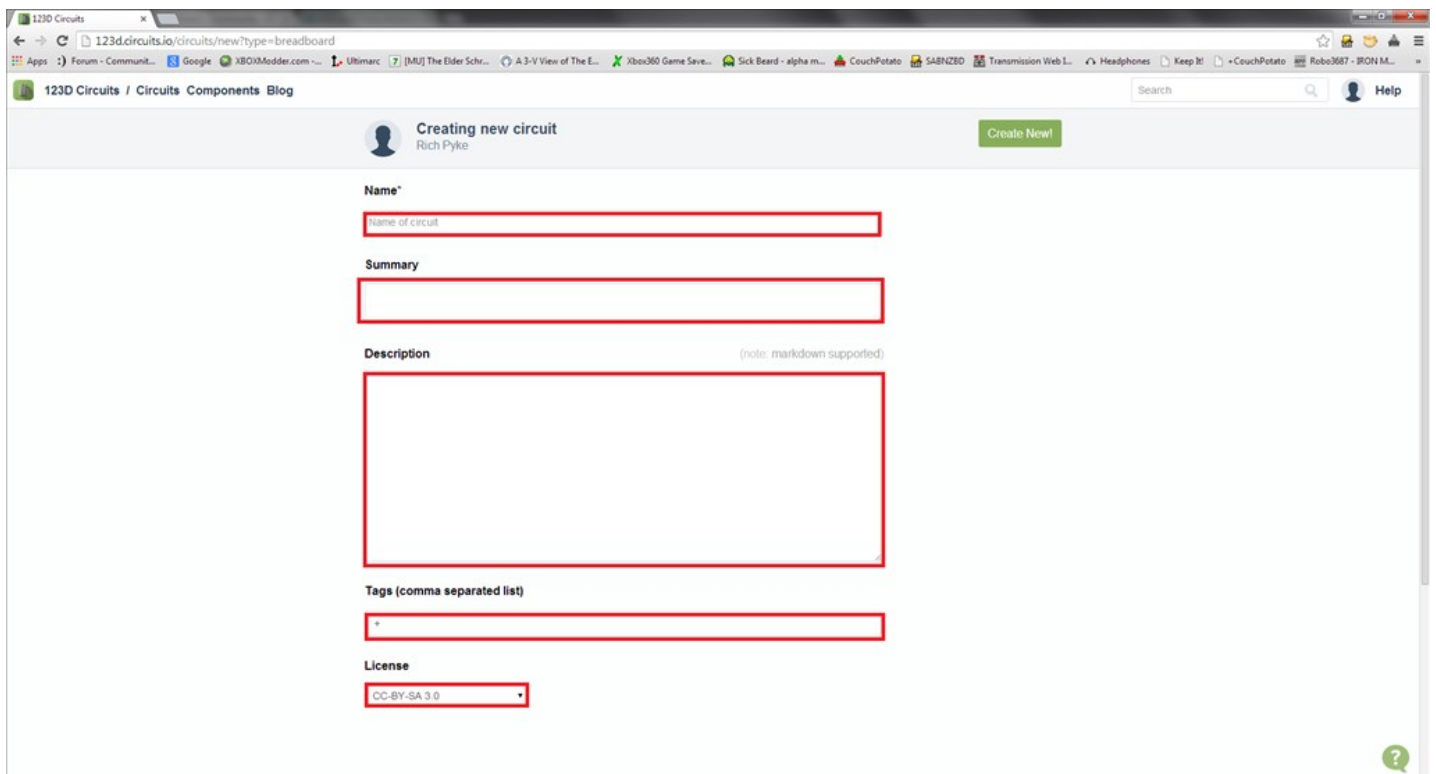 123D Circuits
123d.circuits.io/circuits/new?type=breadboard
Apps :) Forum - Communit... Google XBOXModder.com -... Ultimarc [MU] The Elder Schr... A 3-V View of The E... Xbox360 Game Save... Sick Beard - alpha m... CouchPotato SABNZBD Transmission Web I... Headphones Keep It! +CouchPotato Robo3687 - IRON M... »
123D Circuits / Circuits Components Blog Search Help
Creating new circuit
Rich Pyke
Create New!
Name*
Name of circuit
Summary
Description (note: markdown supported)
Tags (comma separated list)
+
License
CC-BY-SA 3.0
?